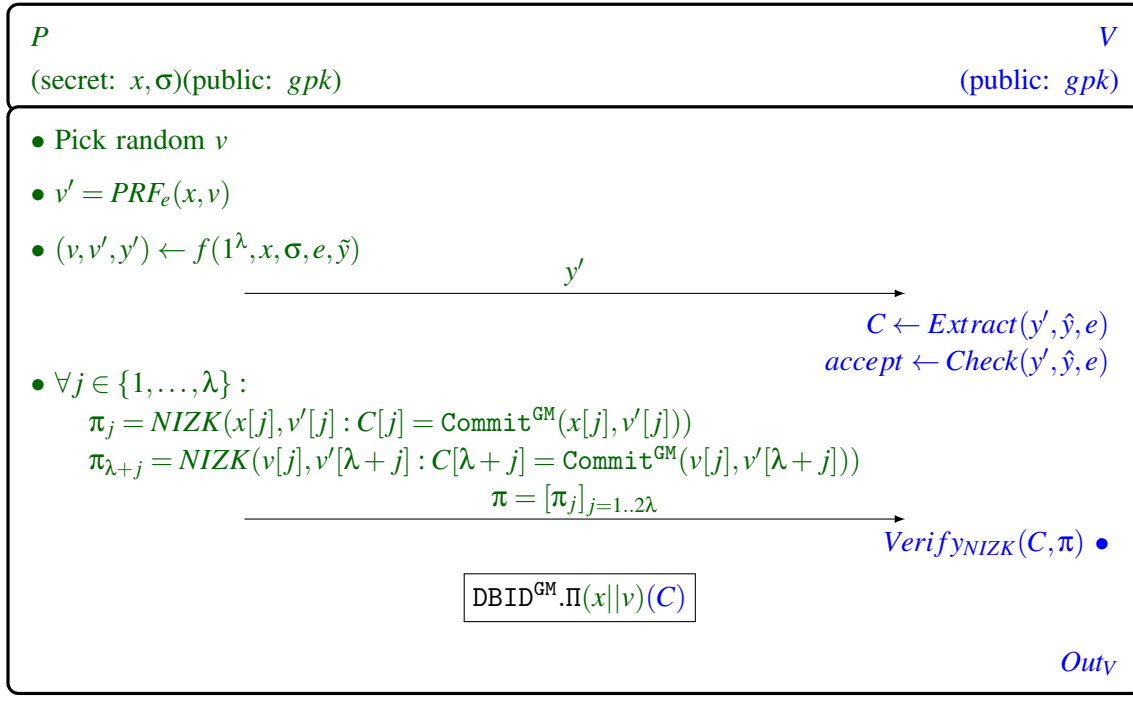 P V
(secret: x, σ)(public: gpk) (public: gpk)
• Pick random v
• v′ = PRF_e(x, v)
• (v, v′, y′) ← f(1^λ, x, σ, e, ỹ)
y′
C ← Extract(y′, ŷ, e)
accept ← Check(y′, ŷ, e)
• ∀j ∈ {1, …, λ} :
π_j = NIZK(x[j], v′[j] : C[j] = Commit^GM(x[j], v′[j]))
π_{λ+j} = NIZK(v[j], v′[λ + j] : C[λ + j] = Commit^GM(v[j], v′[λ + j]))
π = [π_j]_{j=1..2λ}
Verify_NIZK(C, π) •
DBID^GM.Π(x||v)(C)
Out_V